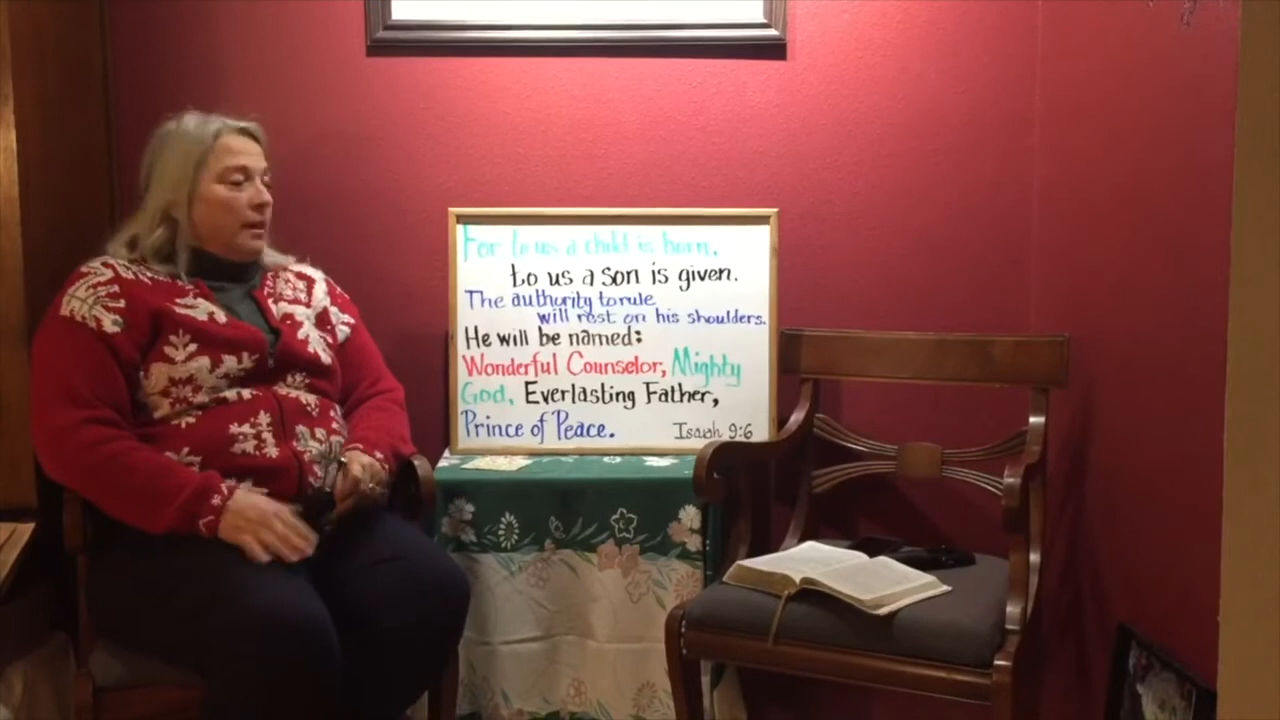 For to us a child is born,
to us a son is given.
The authority to rule
will rest on his shoulders.
He will be named:
Wonderful Counselor, Mighty
God, Everlasting Father,
Prince of Peace. Isaiah 9:6